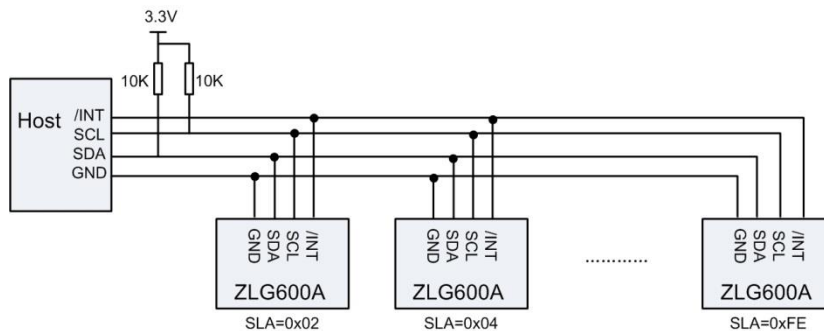 3.3V
10K
10K
Host
/INT
SCL
SDA
GND
GND
SDA
SCL
/INT
ZLG600A
SLA=0x02
GND
SDA
SCL
/INT
ZLG600A
SLA=0x04
............
GND
SDA
SCL
/INT
ZLG600A
SLA=0xFE